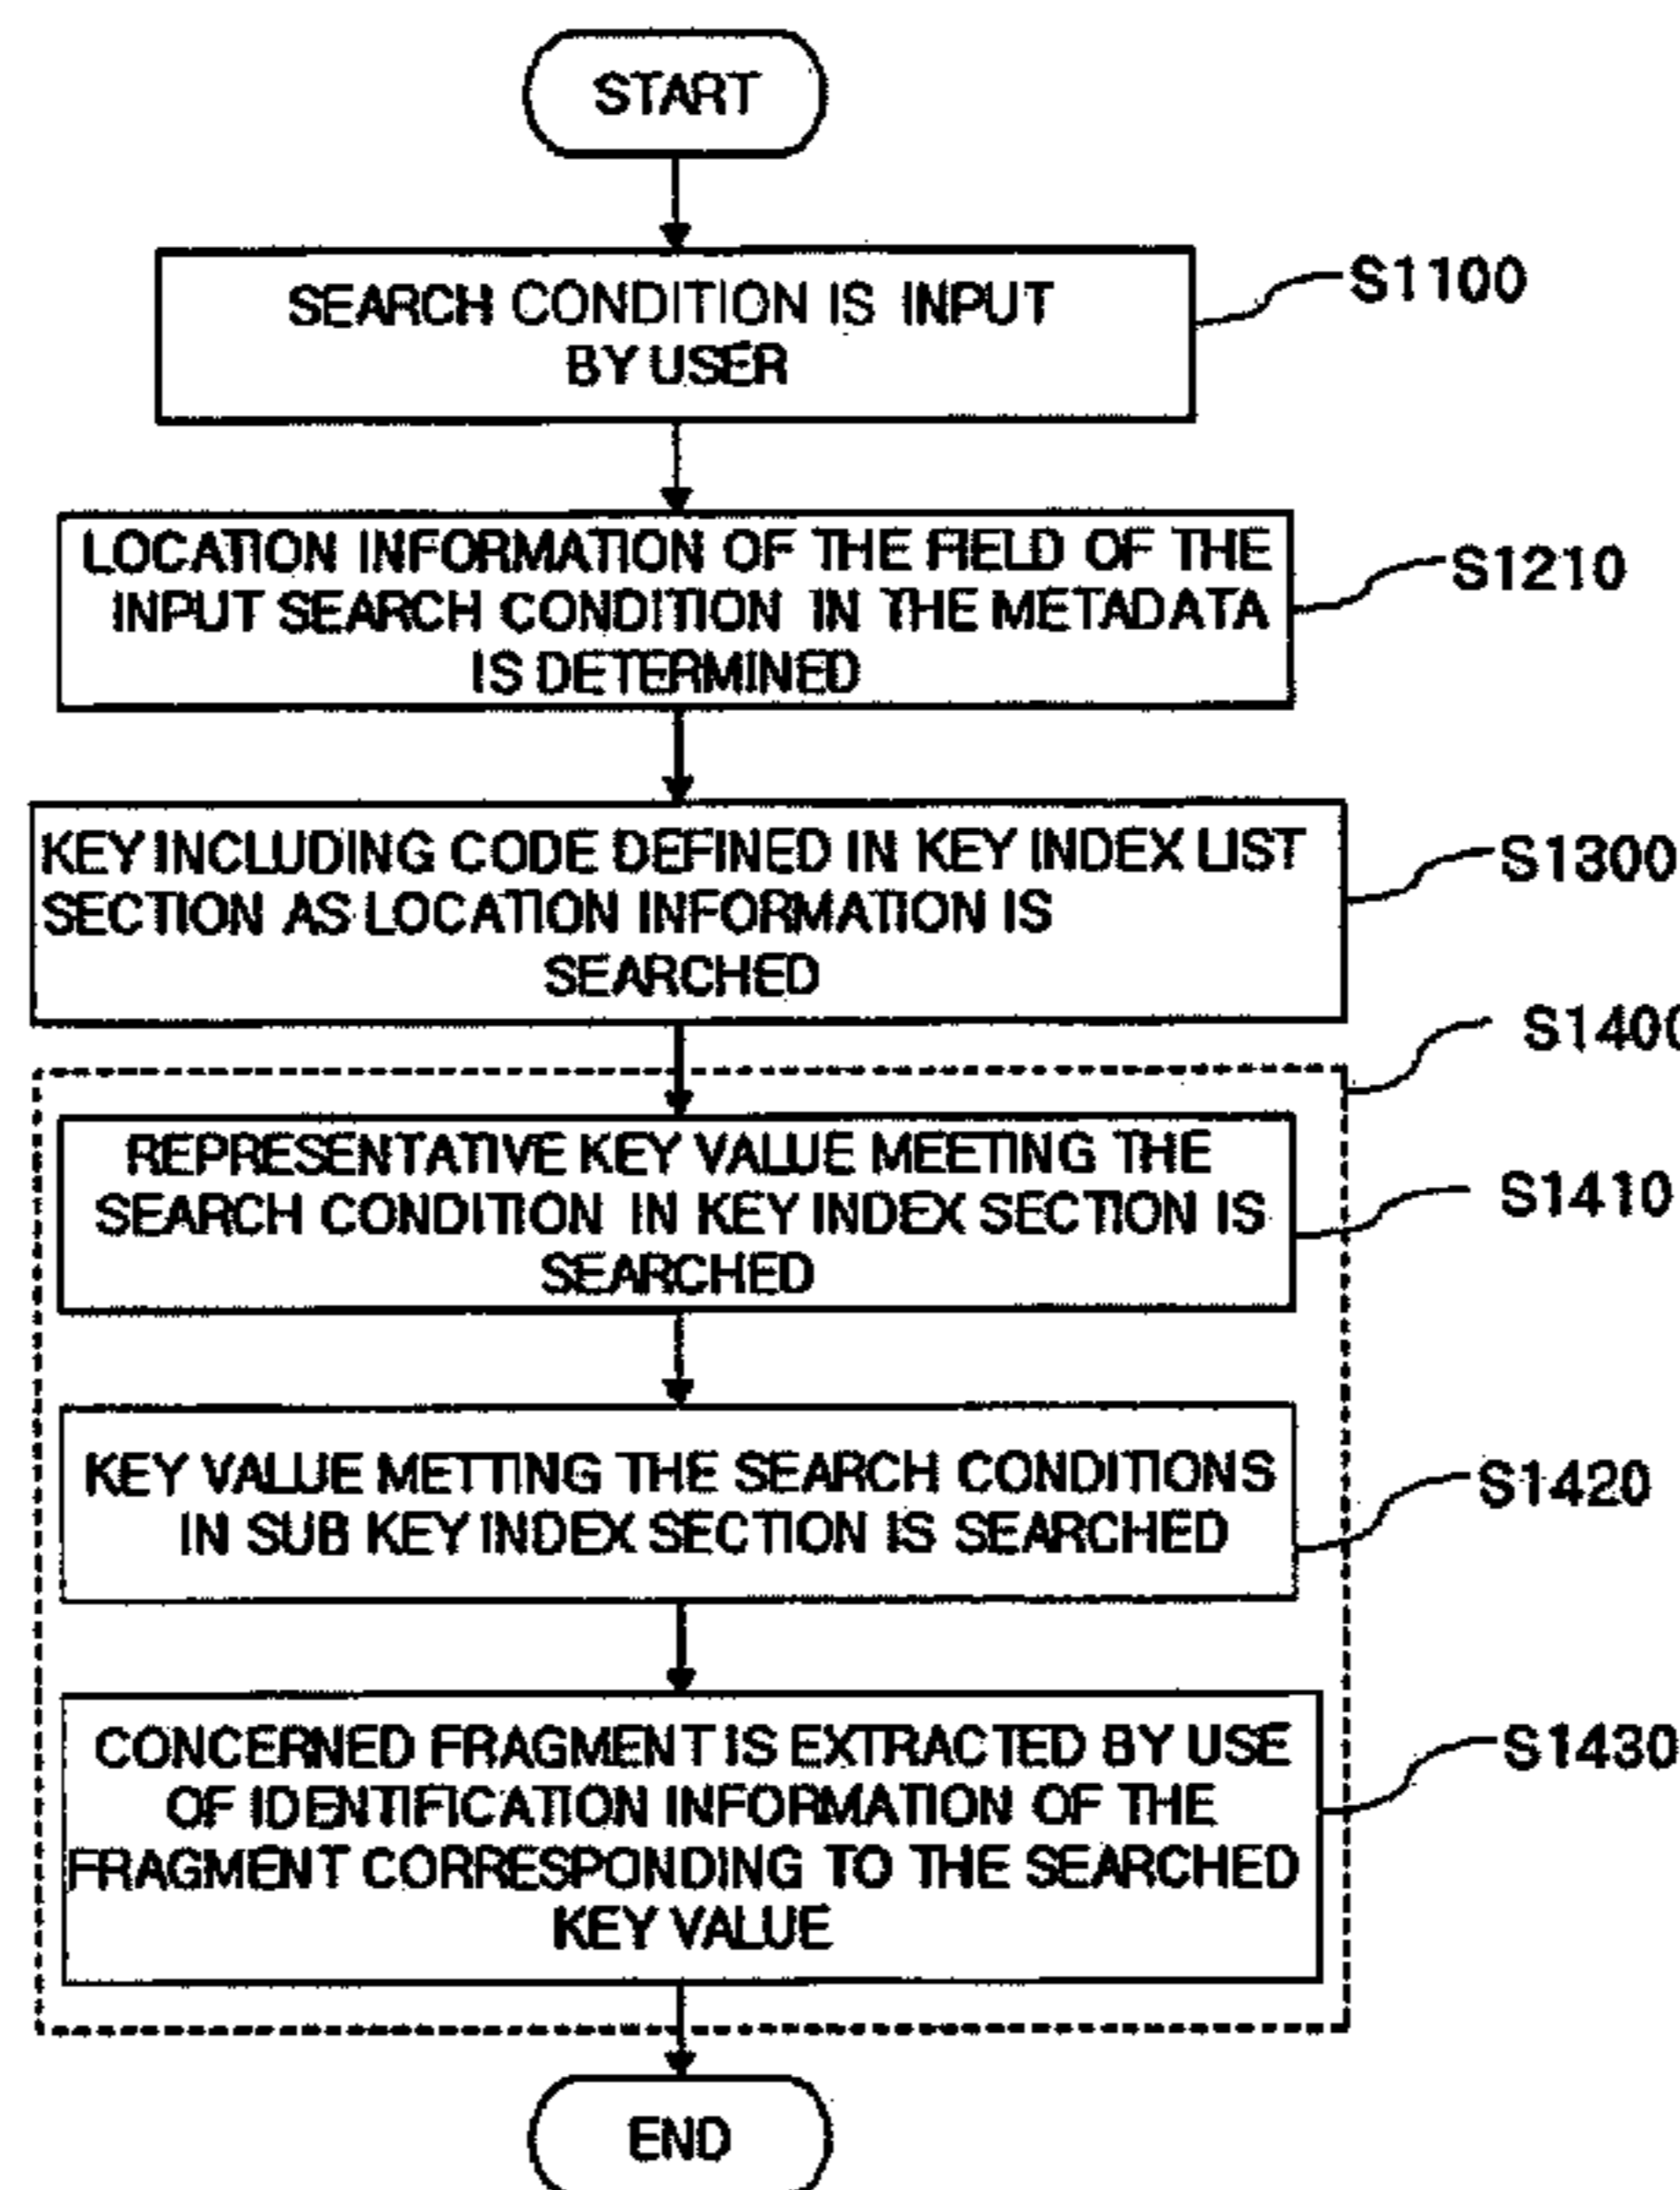 START
SEARCH CONDITION IS INPUT
BY USER
S1100
LOCATION INFORMATION OF THE FIELD OF THE
INPUT SEARCH CONDITION IN THE METADATA
IS DETERMINED
S1210
KEY INCLUDING CODE DEFINED IN KEY INDEX LIST
SECTION AS LOCATION INFORMATION IS
SEARCHED
S1300
S1400
REPRESENTATIVE KEY VALUE MEETING THE
SEARCH CONDITION IN KEY INDEX SECTION IS
SEARCHED
S1410
KEY VALUE METTING THE SEARCH CONDITIONS
IN SUB KEY INDEX SECTION IS SEARCHED
S1420
CONCERNED FRAGMENT IS EXTRACTED BY USE
OF IDENTIFICATION INFORMATION OF THE
FRAGMENT CORRESPONDING TO THE SEARCHED
KEY VALUE
S1430
END